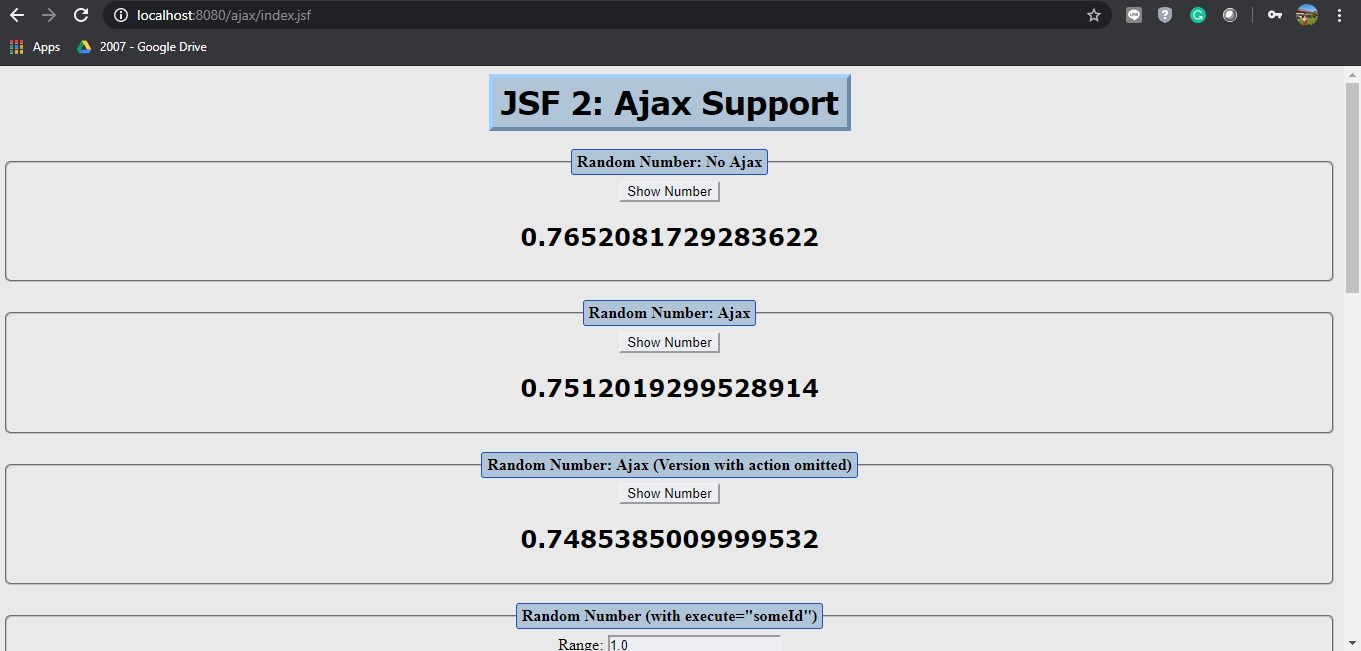 localhost:8080/ajax/index.jsf
Apps
2007 - Google Drive
JSF 2: Ajax Support
Random Number: No Ajax
Show Number
0.7652081729283622
Random Number: Ajax
Show Number
0.7512019299528914
Random Number: Ajax (Version with action omitted)
Show Number
0.7485385009999532
Random Number (with execute="someId")
Range: 1.0